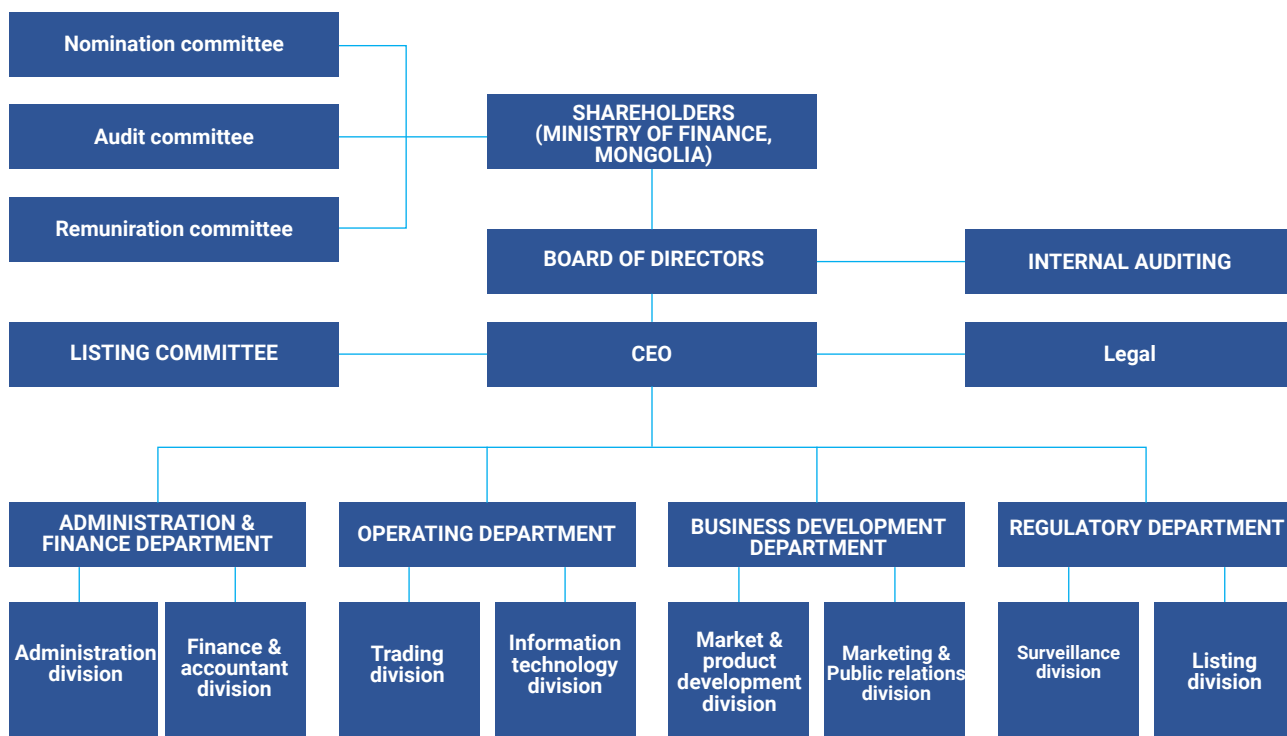 Nomination committee
SHAREHOLDERS
(MINISTRY OF FINANCE,
MONGOLIA)
Audit committee
Remuniration committee
BOARD OF DIRECTORS
INTERNAL AUDITING
LISTING COMMITTEE
CEO
Legal
ADMINISTRATION &
FINANCE DEPARTMENT
OPERATING DEPARTMENT
BUSINESS DEVELOPMENT
DEPARTMENT
REGULATORY DEPARTMENT
Administration
division
Finance &
accountant
division
Trading
division
Information
technology
division
Market &
product
development
division
Marketing &
Public relations
division
Surveillance
division
Listing
division